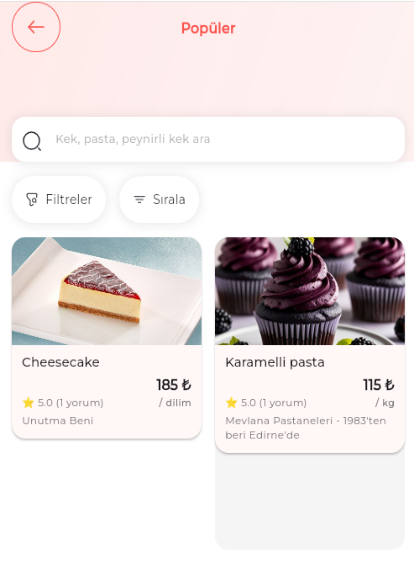 Popüler
Kek, pasta, peynirli kek ara
Filtreler
Sırala
Cheesecake
185 ₺
⭐ 5.0 (1 yorum)
/ dilim
Unutma Beni
Karamelli pasta
115 ₺
⭐ 5.0 (1 yorum)
/ kg
Mevlana Pastaneleri - 1983'ten
beri Edirne'de